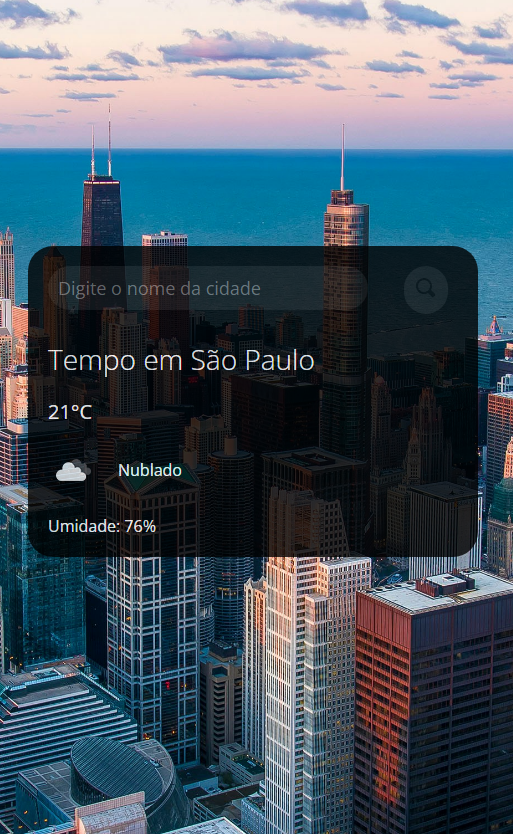 Digite o nome da cidade
Tempo em São Paulo
21°C
Nublado
Umidade: 76%